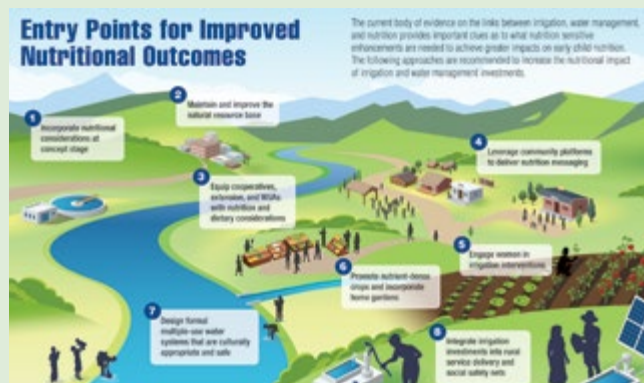 Entry Points for Improved
Nutritional Outcomes
The current body of evidence on the links between irrigation, water management,
and nutrition provides important clues as to what nutrition sensitive
enhancements are needed to achieve greater impacts on early child nutrition.
The following approaches are recommended to increase the nutritional impact
of irrigation and water management investments.
1
Incorporate nutritional
considerations at
concept stage
2
Maintain and improve the
natural resource base
3
Equip cooperatives,
extension, and WUAs
with nutrition and
dietary considerations
4
Leverage community platforms
to deliver nutrition messaging
5
Engage women in
irrigation interventions
6
Promote nutrient-dense
crops and incorporate
home gardens
7
Design formal
multiple-use water
systems that are culturally
appropriate and safe
8
Integrate irrigation
investments into rural
service delivery and
social safety nets